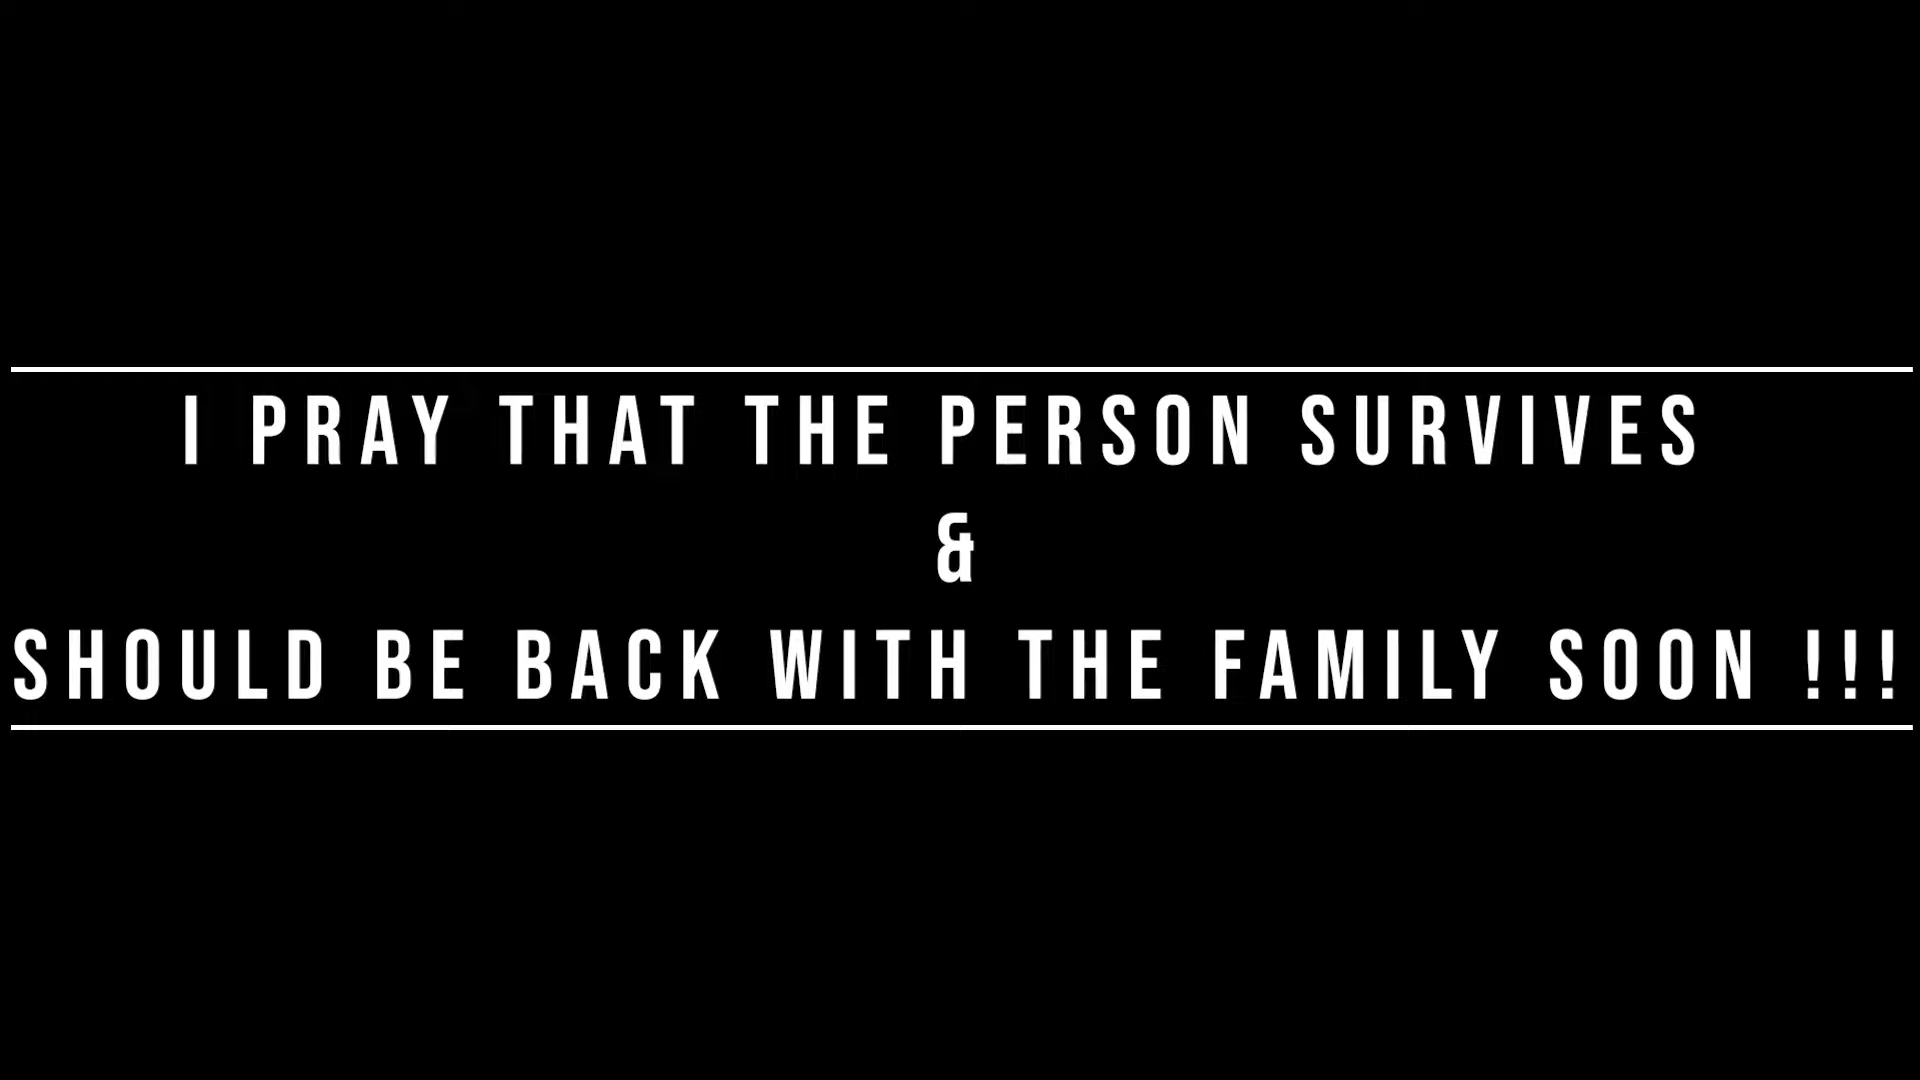 I PRAY THAT THE PERSON SURVIVES
&
SHOULD BE BACK WITH THE FAMILY SOON !!!